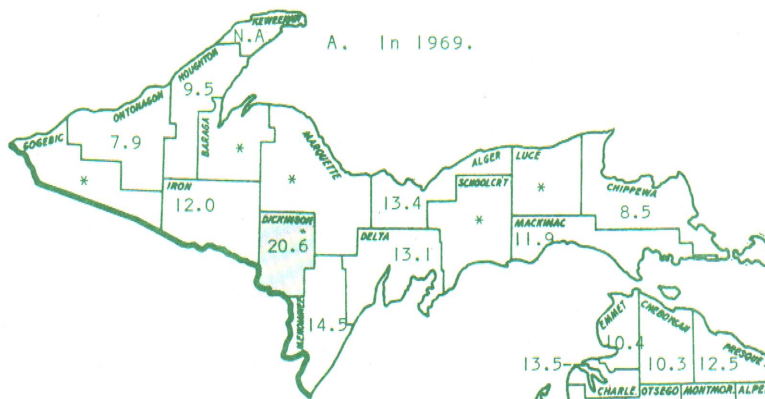 KEWEENAW
N.A.
A. In 1969.
HOUGHTON
9.5
ONTONAGON
7.9
GOGEBIC
*
BARAGA
*
MARQUETTE
*
IRON
12.0
ALGER
13.4
LUCE
*
SCHOOLCRT
*
CHIPPEWA
8.5
MACKINAC
11.9
DICKINSON
*
20.6
DELTA
13.1
MENOMINEE
14.5
EMMET
10.4
CHEBOYGAN
10.3
PRESQUE
12.5
13.5
CHARLE.
OTSEGO
MONTMOR.
ALPE